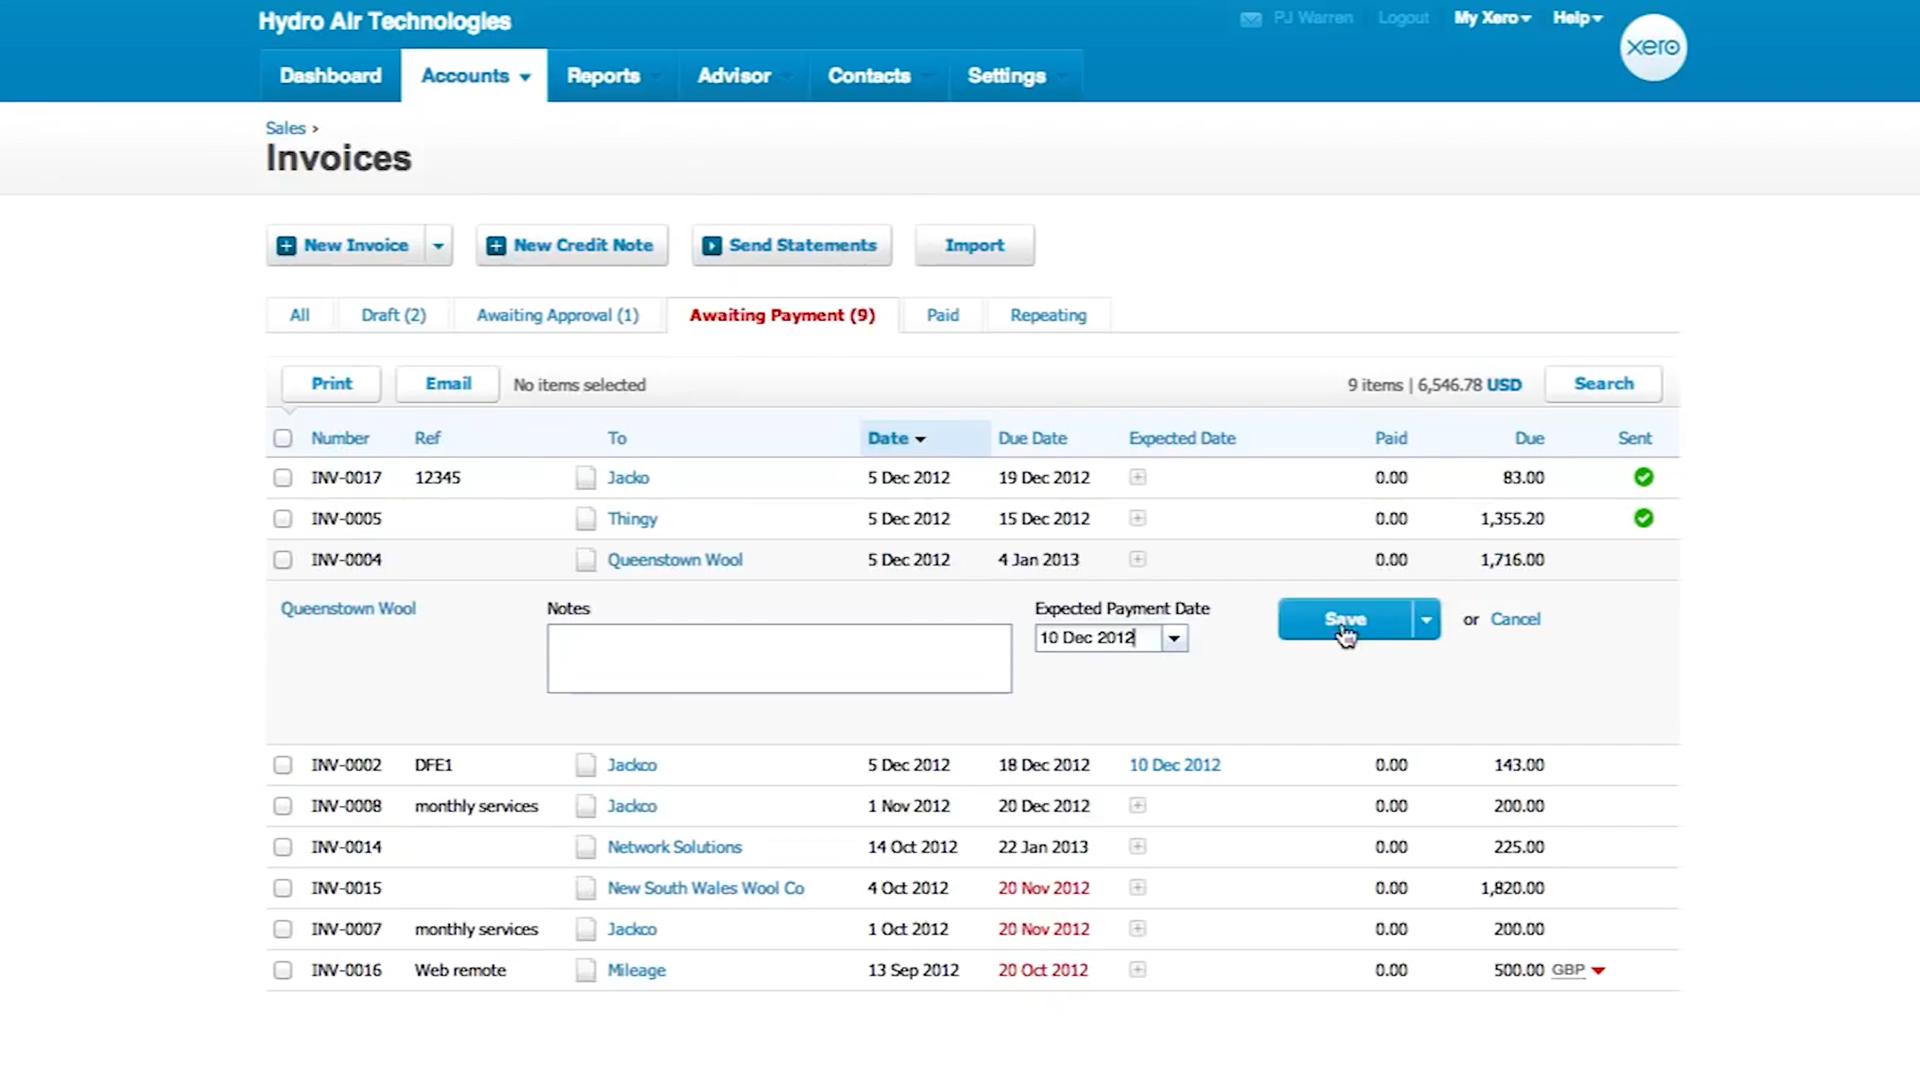 Hydro Air Technologies
PJ Warren Logout My Xero Help
xero
Dashboard Accounts Reports Advisor Contacts Settings
Sales >
Invoices
New Invoice New Credit Note Send Statements Import
All Draft (2) Awaiting Approval (1) Awaiting Payment (9) Paid Repeating
Print Email No items selected 9 items | 6,546.78 USD Search
Number Ref To Date Due Date Expected Date Paid Due Sent
INV-0017 12345 Jacko 5 Dec 2012 19 Dec 2012 0.00 83.00
INV-0005 Thingy 5 Dec 2012 15 Dec 2012 0.00 1,355.20
INV-0004 Queenstown Wool 5 Dec 2012 4 Jan 2013 0.00 1,716.00
Queenstown Wool Notes Expected Payment Date Save or Cancel
10 Dec 2012
INV-0002 DFE1 Jackco 5 Dec 2012 18 Dec 2012 10 Dec 2012 0.00 143.00
INV-0008 monthly services Jackco 1 Nov 2012 20 Dec 2012 0.00 200.00
INV-0014 Network Solutions 14 Oct 2012 22 Jan 2013 0.00 225.00
INV-0015 New South Wales Wool Co 4 Oct 2012 20 Nov 2012 0.00 1,820.00
INV-0007 monthly services Jackco 1 Oct 2012 20 Nov 2012 0.00 200.00
INV-0016 Web remote Mileage 13 Sep 2012 20 Oct 2012 0.00 500.00 GBP